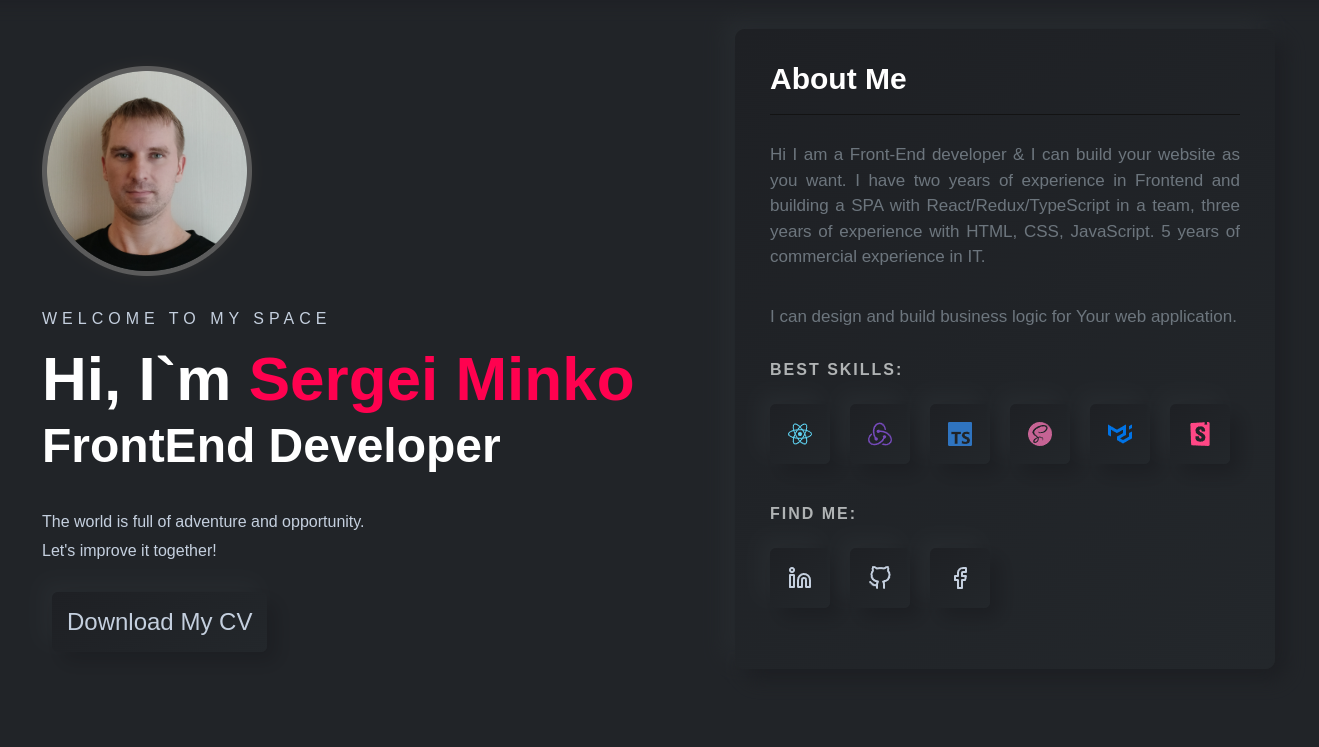 WELCOME TO MY SPACE
Hi, I`m Sergei Minko
FrontEnd Developer
The world is full of adventure and opportunity.
Let's improve it together!
Download My CV
About Me
Hi I am a Front-End developer & I can build your website as
you want. I have two years of experience in Frontend and
building a SPA with React/Redux/TypeScript in a team, three
years of experience with HTML, CSS, JavaScript. 5 years of
commercial experience in IT.
I can design and build business logic for Your web application.
BEST SKILLS:
TS
FIND ME: